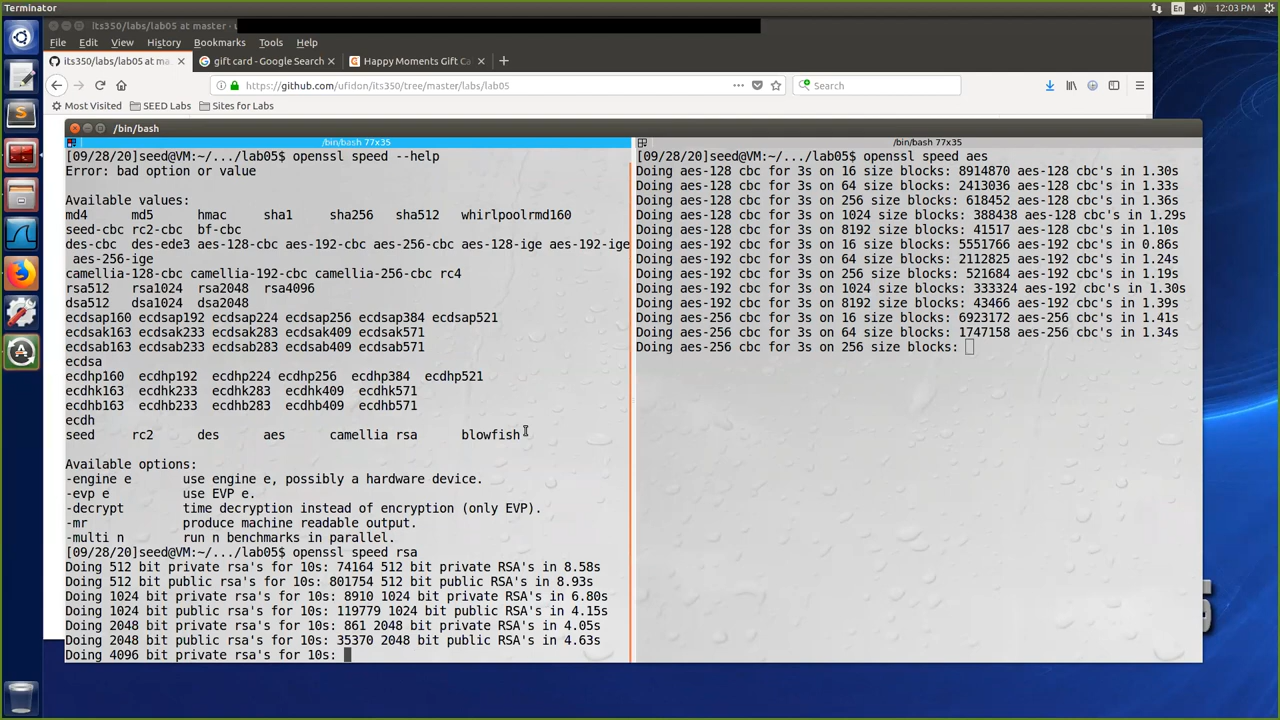 Terminator
En
12:03 PM
its350/labs/lab05 at master - u
File Edit View History Bookmarks Tools Help
its350/labs/lab05 at ma
gift card - Google Search
Happy Moments Gift Ca
https://github.com/ufidon/its350/tree/master/labs/lab05
Search
Most Visited SEED Labs Sites for Labs
/bin/bash
/bin/bash 77x35
[09/28/20]seed@VM:~/.../lab05$ openssl speed --help
Error: bad option or value
Available values:
md4 md5 hmac sha1 sha256 sha512 whirlpoolrmd160
seed-cbc rc2-cbc bf-cbc
des-cbc des-ede3 aes-128-cbc aes-192-cbc aes-256-cbc aes-128-ige aes-192-ige
aes-256-ige
camellia-128-cbc camellia-192-cbc camellia-256-cbc rc4
rsa512 rsa1024 rsa2048 rsa4096
dsa512 dsa1024 dsa2048
ecdsap160 ecdsap192 ecdsap224 ecdsap256 ecdsap384 ecdsap521
ecdsak163 ecdsak233 ecdsak283 ecdsak409 ecdsak571
ecdsab163 ecdsab233 ecdsab283 ecdsab409 ecdsab571
ecdsa
ecdhp160 ecdhp192 ecdhp224 ecdhp256 ecdhp384 ecdhp521
ecdhk163 ecdhk233 ecdhk283 ecdhk409 ecdhk571
ecdhb163 ecdhb233 ecdhb283 ecdhb409 ecdhb571
ecdh
seed rc2 des aes camellia rsa blowfish
Available options:
-engine e use engine e, possibly a hardware device.
-evp e use EVP e.
-decrypt time decryption instead of encryption (only EVP).
-mr produce machine readable output.
-multi n run n benchmarks in parallel.
[09/28/20]seed@VM:~/.../lab05$ openssl speed rsa
Doing 512 bit private rsa's for 10s: 74164 512 bit private RSA's in 8.58s
Doing 512 bit public rsa's for 10s: 801754 512 bit public RSA's in 8.93s
Doing 1024 bit private rsa's for 10s: 8910 1024 bit private RSA's in 6.80s
Doing 1024 bit public rsa's for 10s: 119779 1024 bit public RSA's in 4.15s
Doing 2048 bit private rsa's for 10s: 861 2048 bit private RSA's in 4.05s
Doing 2048 bit public rsa's for 10s: 35370 2048 bit public RSA's in 4.63s
Doing 4096 bit private rsa's for 10s:
/bin/bash 77x35
[09/28/20]seed@VM:~/.../lab05$ openssl speed aes
Doing aes-128 cbc for 3s on 16 size blocks: 8914870 aes-128 cbc's in 1.30s
Doing aes-128 cbc for 3s on 64 size blocks: 2413036 aes-128 cbc's in 1.33s
Doing aes-128 cbc for 3s on 256 size blocks: 618452 aes-128 cbc's in 1.36s
Doing aes-128 cbc for 3s on 1024 size blocks: 388438 aes-128 cbc's in 1.29s
Doing aes-128 cbc for 3s on 8192 size blocks: 41517 aes-128 cbc's in 1.10s
Doing aes-192 cbc for 3s on 16 size blocks: 5551766 aes-192 cbc's in 0.86s
Doing aes-192 cbc for 3s on 64 size blocks: 2112825 aes-192 cbc's in 1.24s
Doing aes-192 cbc for 3s on 256 size blocks: 521684 aes-192 cbc's in 1.19s
Doing aes-192 cbc for 3s on 1024 size blocks: 333324 aes-192 cbc's in 1.30s
Doing aes-192 cbc for 3s on 8192 size blocks: 43466 aes-192 cbc's in 1.39s
Doing aes-256 cbc for 3s on 16 size blocks: 6923172 aes-256 cbc's in 1.41s
Doing aes-256 cbc for 3s on 64 size blocks: 1747158 aes-256 cbc's in 1.34s
Doing aes-256 cbc for 3s on 256 size blocks: